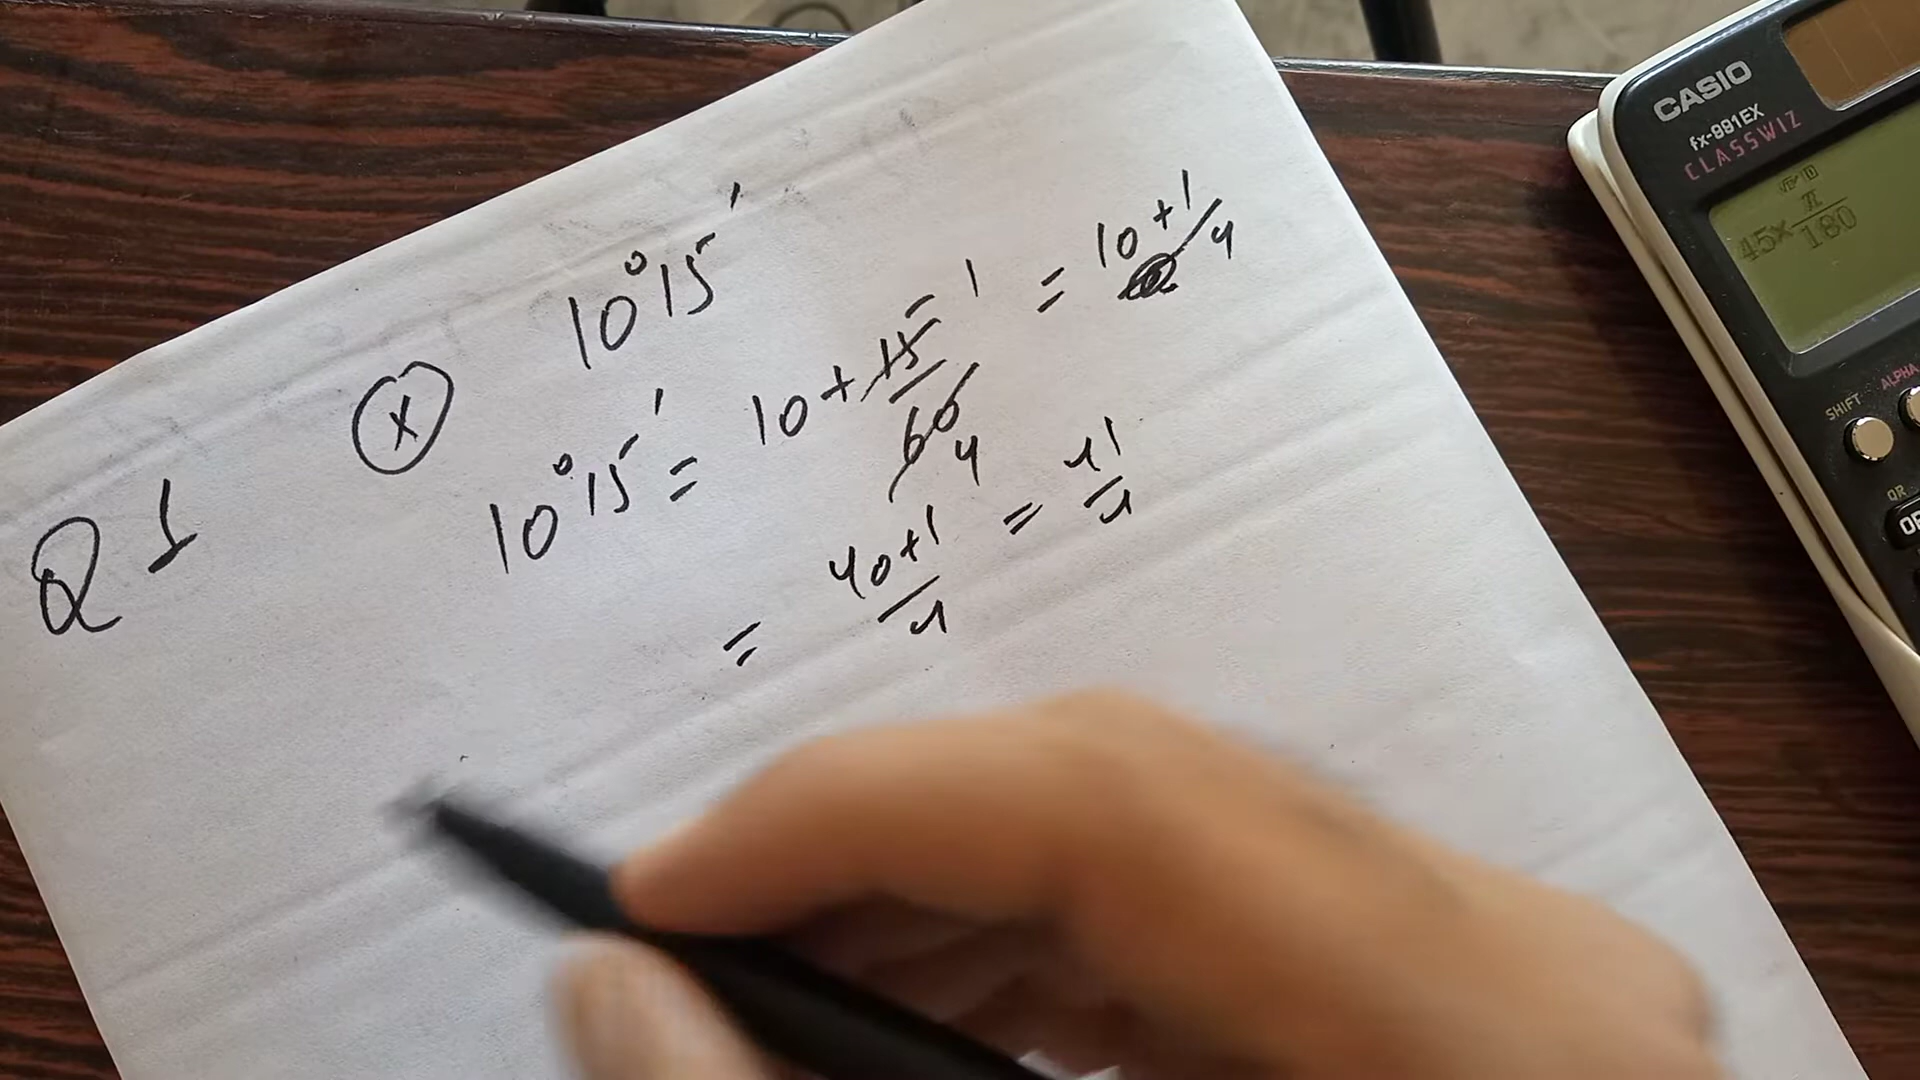 Q 1
(x) 10°15'
10°15' = 10 + 15/60 1 4 = 10 + 1/4
= 40+1/4 = 41/4
CASIO
fx-991EX
CLASSWIZ
45×π/180
SHIFT
ALPHA
QR